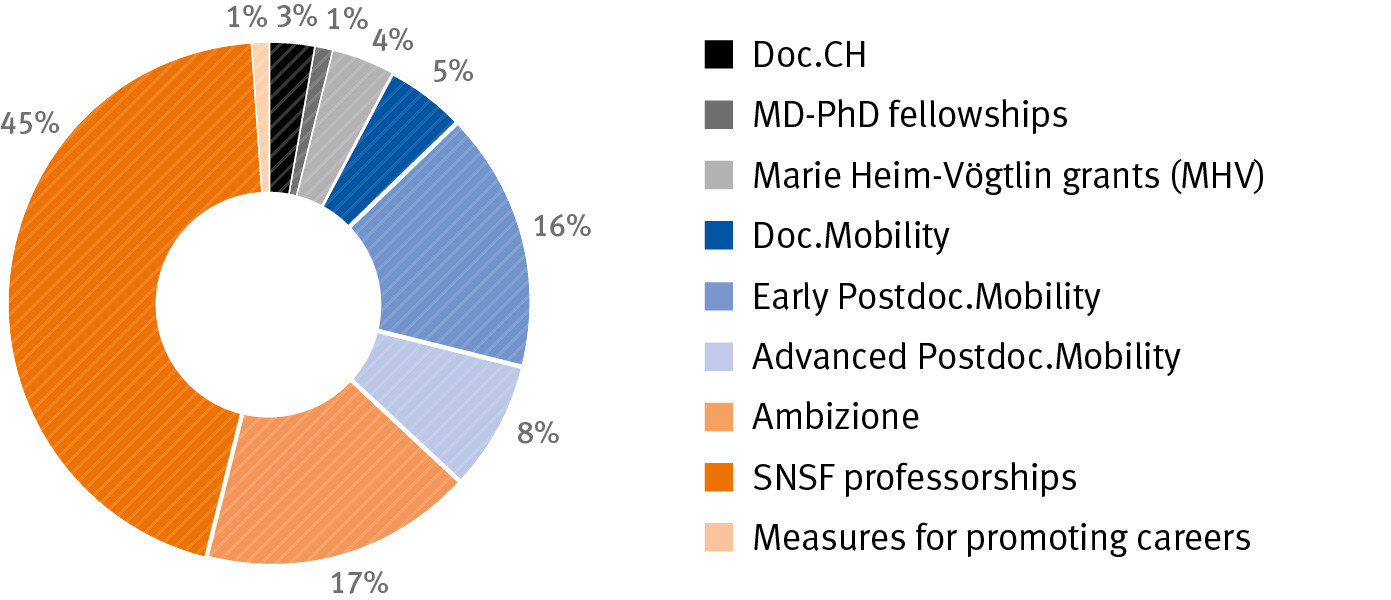 1% 3% 1%
4%
5%
45%
16%
8%
17%
Doc.CH
MD-PhD fellowships
Marie Heim-Vögtlin grants (MHV)
Doc.Mobility
Early Postdoc.Mobility
Advanced Postdoc.Mobility
Ambizione
SNSF professorships
Measures for promoting careers